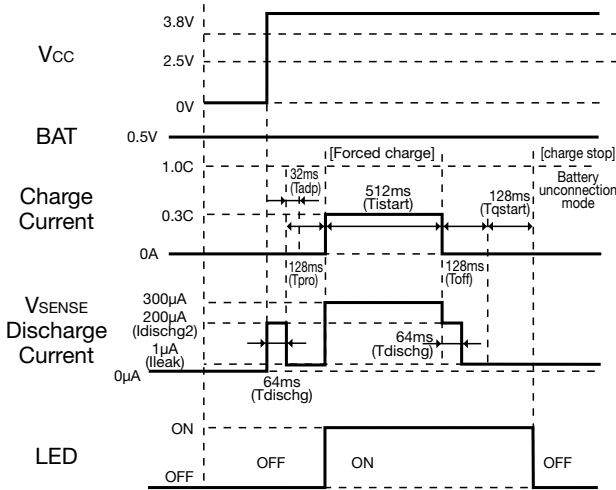 3.8V
VCC
2.5V
0V
BAT
0.5V
[Forced charge]
[charge stop]
1.0C
32ms
(Tadp)
Battery
unconnection
mode
Charge
Current
512ms
(Tistart)
128ms
(Tqstart)
0.3C
0A
128ms
(Tpro)
128ms
(Toff)
300μA
VSENSE
Discharge
Current
200μA
(Idischg2)
1μA
(Ileak)
0μA
64ms
(Tdischg)
64ms
(Tdischg)
ON
LED
OFF
OFF
ON
OFF